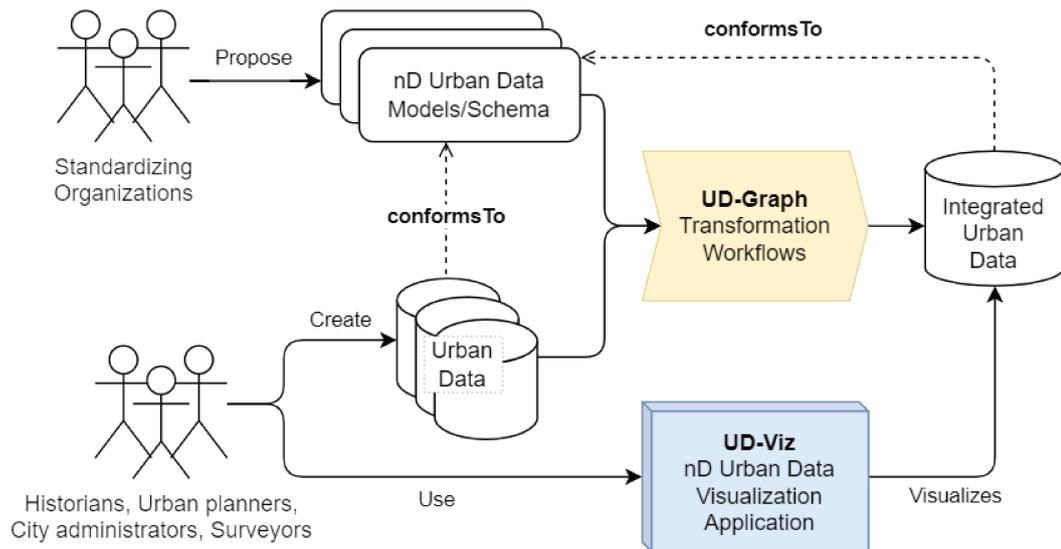 conformsTo
Propose
nD Urban Data
Models/Schema
Standardizing
Organizations
conformsTo
UD-Graph
Transformation
Workflows
Integrated
Urban
Data
Create
Urban
Data
UD-Viz
nD Urban Data
Visualization
Application
Use
Visualizes
Historians, Urban planners,
City administrators, Surveyors